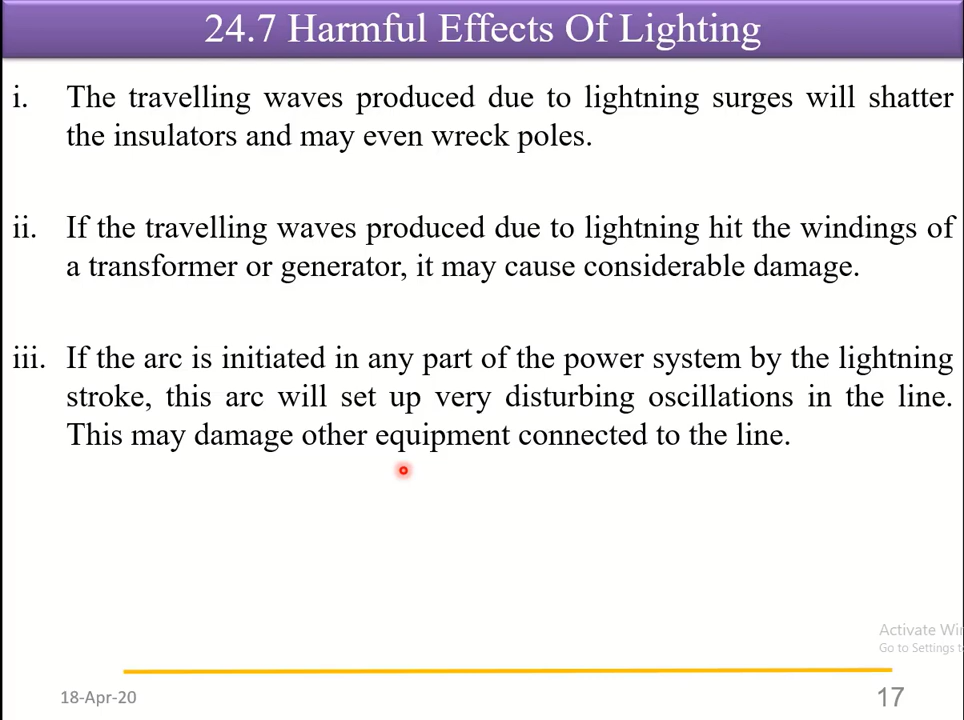 24.7 Harmful Effects Of Lighting
i. The travelling waves produced due to lightning surges will shatter
the insulators and may even wreck poles.
ii. If the travelling waves produced due to lightning hit the windings of
a transformer or generator, it may cause considerable damage.
iii. If the arc is initiated in any part of the power system by the lightning
stroke, this arc will set up very disturbing oscillations in the line.
This may damage other equipment connected to the line.
Activate Win
Go to Settings t
18-Apr-20
17